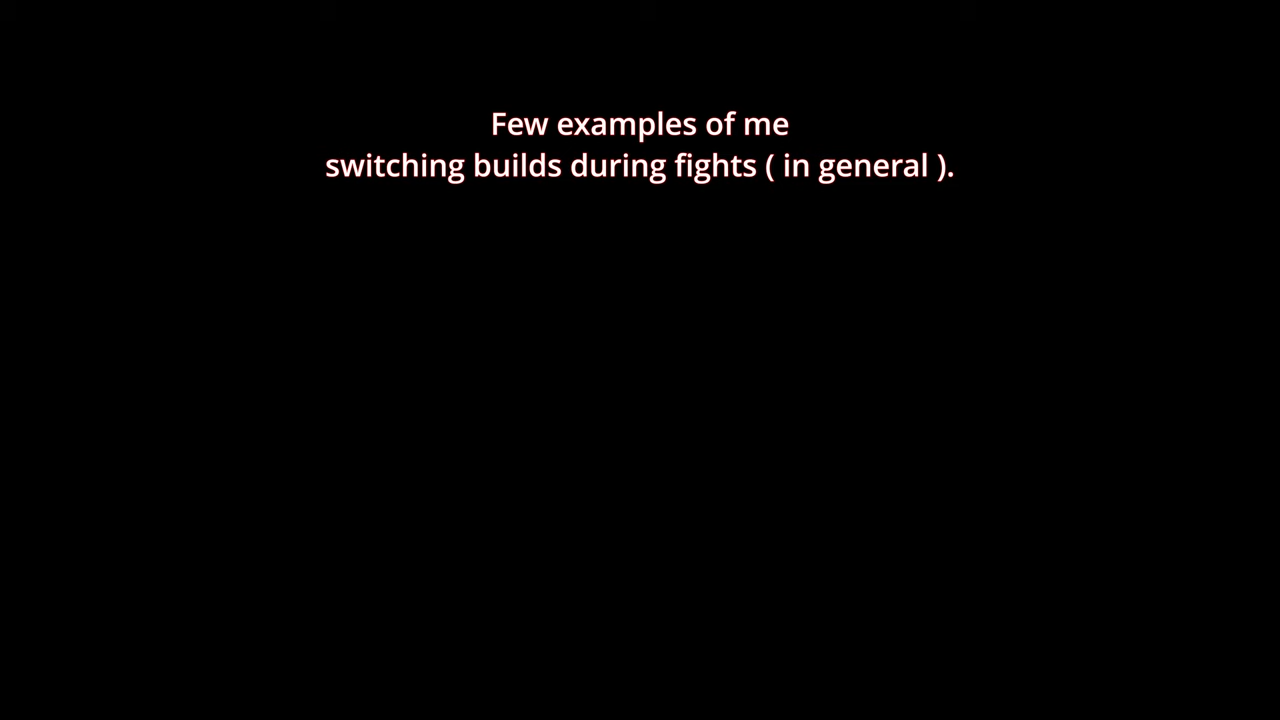 Few examples of me
switching builds during fights ( in general ).